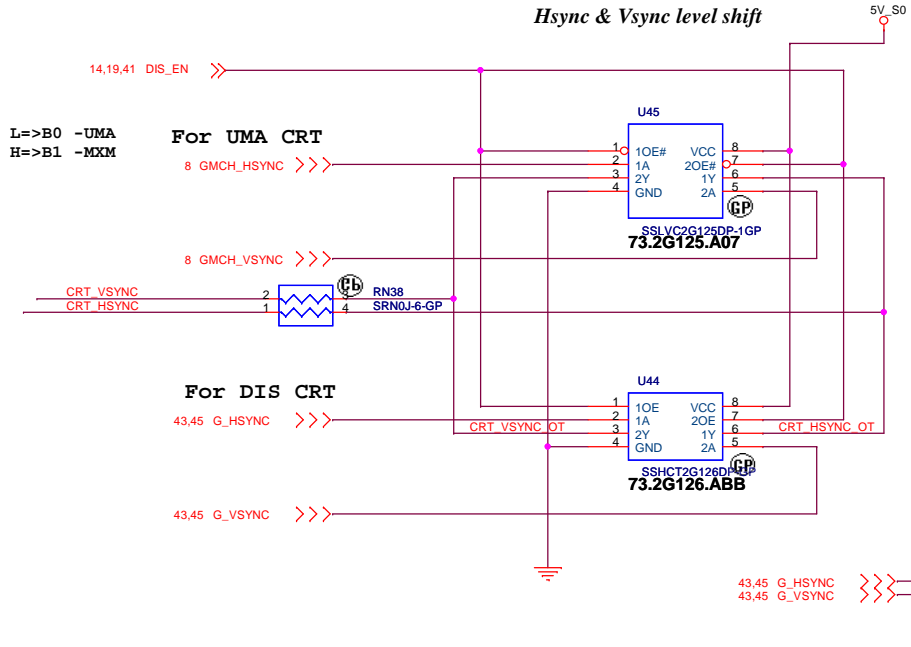 Hsync & Vsync level shift
5V_S0
14,19,41 DIS_EN
L=>B0 -UMA
H=>B1 -MXM
For UMA CRT
8 GMCH_HSYNC
U45
1 1OE# VCC 8
2 1A 2OE# 7
3 2Y 1Y 6
4 GND 2A 5
GP
SSLVC2G125DP-1GP
73.2G125.A07
8 GMCH_VSYNC
CRT_VSYNC 2 3 RN38
CRT_HSYNC 1 4 SRN0J-6-GP
For DIS CRT
43,45 G_HSYNC
U44
1 1OE VCC 8
2 1A 2OE 7
CRT_VSYNC_OT 3 2Y 1Y 6 CRT_HSYNC_OT
4 GND 2A 5
GP
73.2G126.ABB
43,45 G_VSYNC
43,45 G_HSYNC
43,45 G_VSYNC